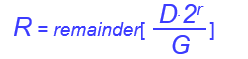 R = remainder[ D·2^r / G ]